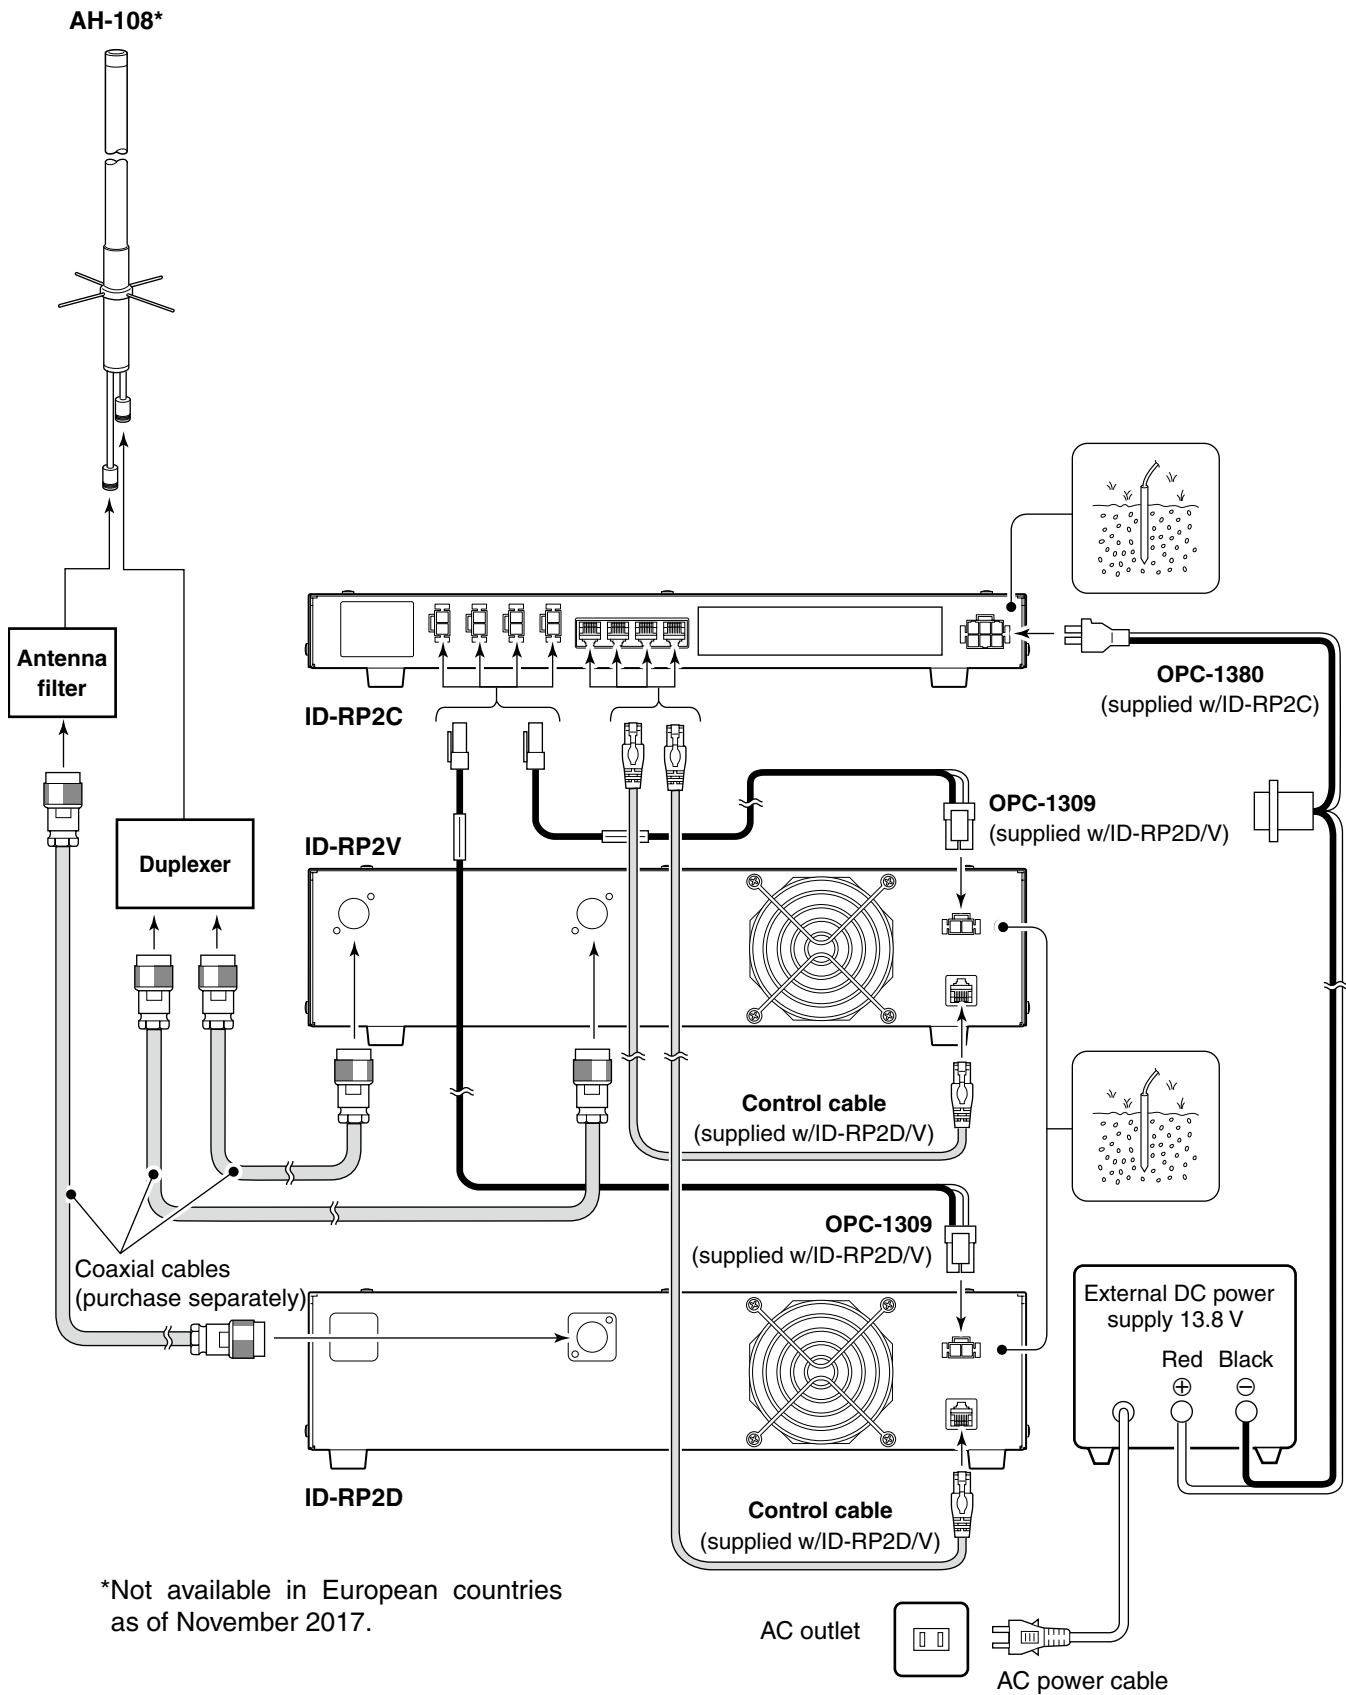 AH-108*
Antenna
filter
ID-RP2C
OPC-1380
(supplied w/ID-RP2C)
OPC-1309
(supplied w/ID-RP2D/V)
ID-RP2V
Duplexer
Control cable
(supplied w/ID-RP2D/V)
OPC-1309
(supplied w/ID-RP2D/V)
Coaxial cables
(purchase separately)
External DC power
supply 13.8 V
Red Black
⊕ ⊖
ID-RP2D
Control cable
(supplied w/ID-RP2D/V)
*Not available in European countries
as of November 2017.
AC outlet
AC power cable